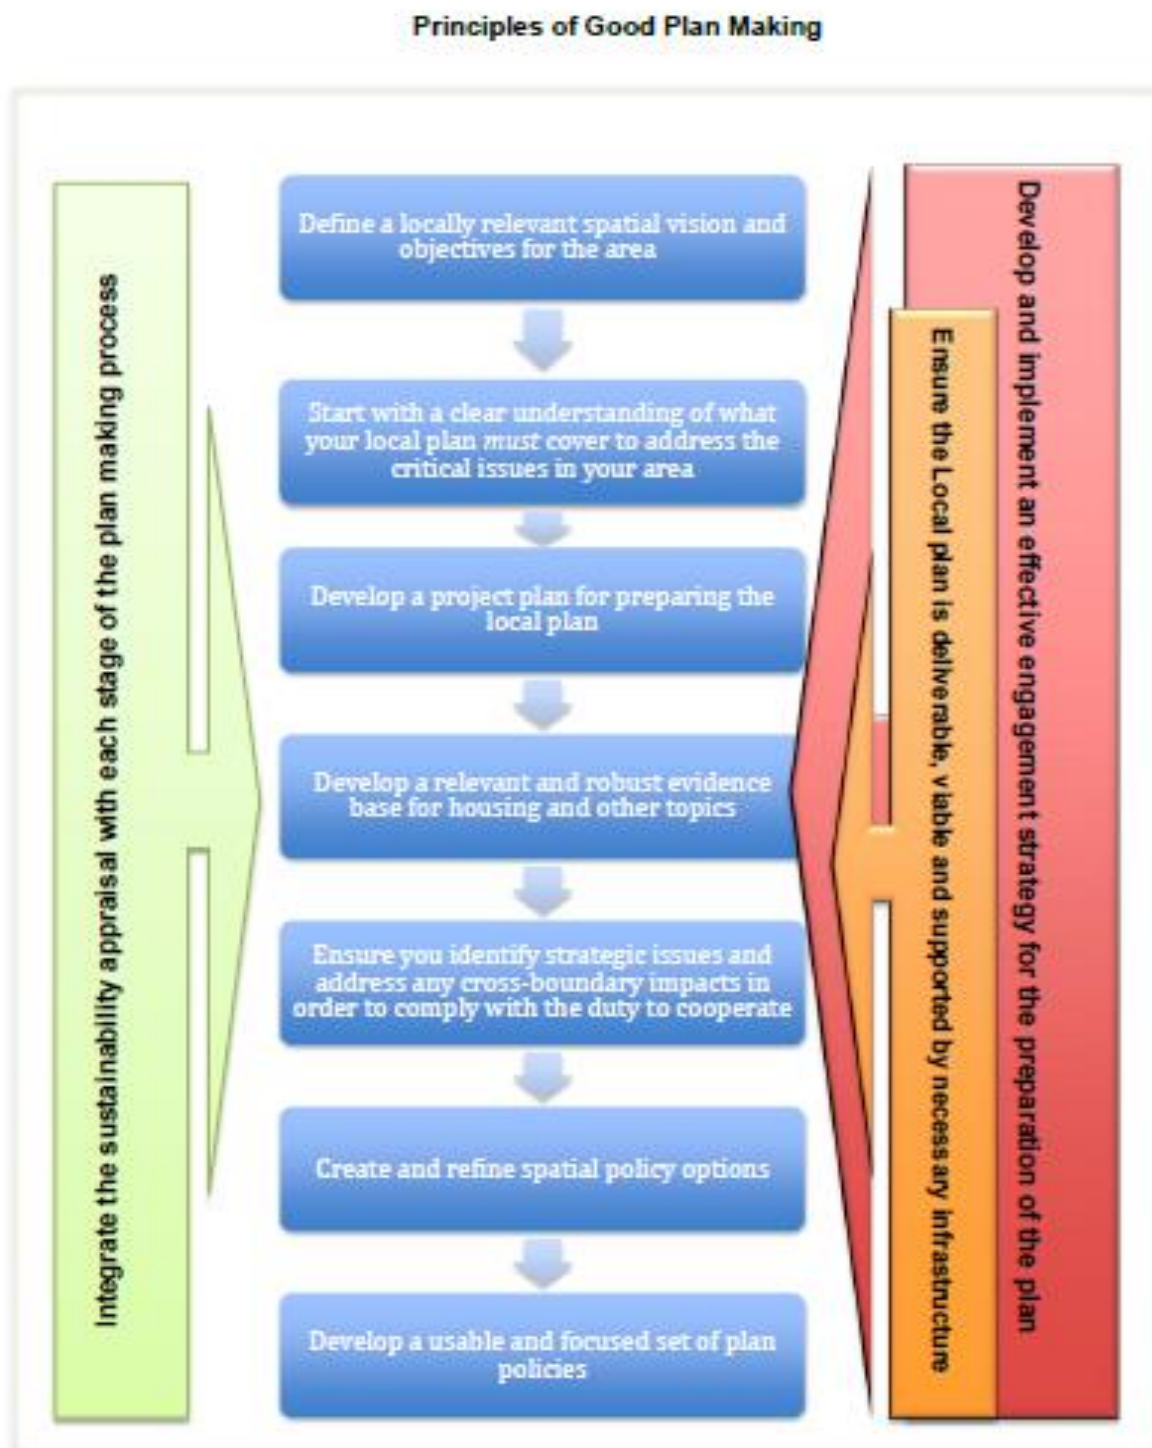 Principles of Good Plan Making
Integrate the sustainability appraisal with each stage of the plan making process
Define a locally relevant spatial vision and
objectives for the area
Start with a clear understanding of what
your local plan must cover to address the
critical issues in your area
Develop a project plan for preparing the
local plan
Develop a relevant and robust evidence
base for housing and other topics
Ensure you identify strategic issues and
address any cross-boundary impacts in
order to comply with the duty to cooperate
Create and refine spatial policy options
Develop a usable and focused set of plan
policies
Ensure the Local plan is deliverable, viable and supported by necessary infrastructure
Develop and implement an effective engagement strategy for the preparation of the plan